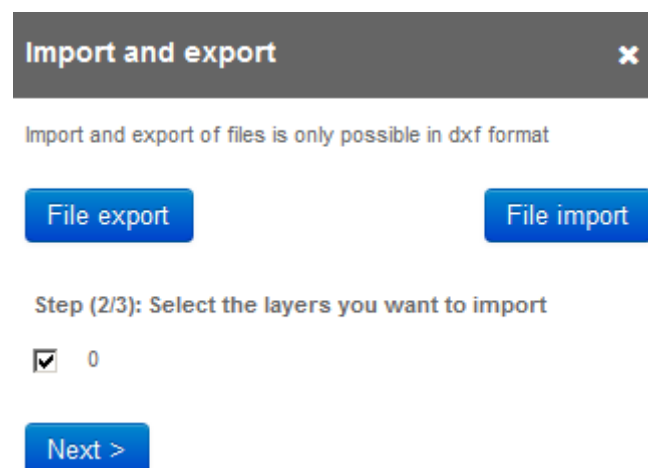 Import and export
Import and export of files is only possible in dxf format
File export
File import
Step (2/3): Select the layers you want to import
0
Next >